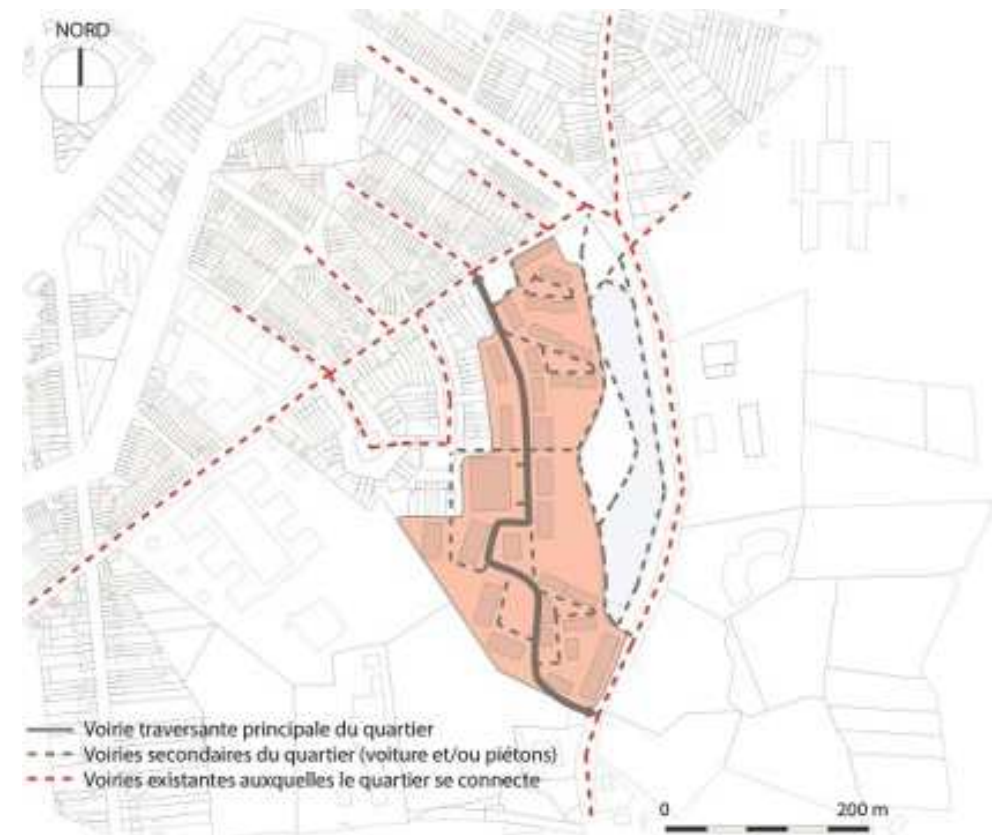 NORD
Voirie traversante principale du quartier
Voiries secondaires du quartier (voiture et/ou piétons)
Voiries existantes auxquelles le quartier se connecte
0 200 m